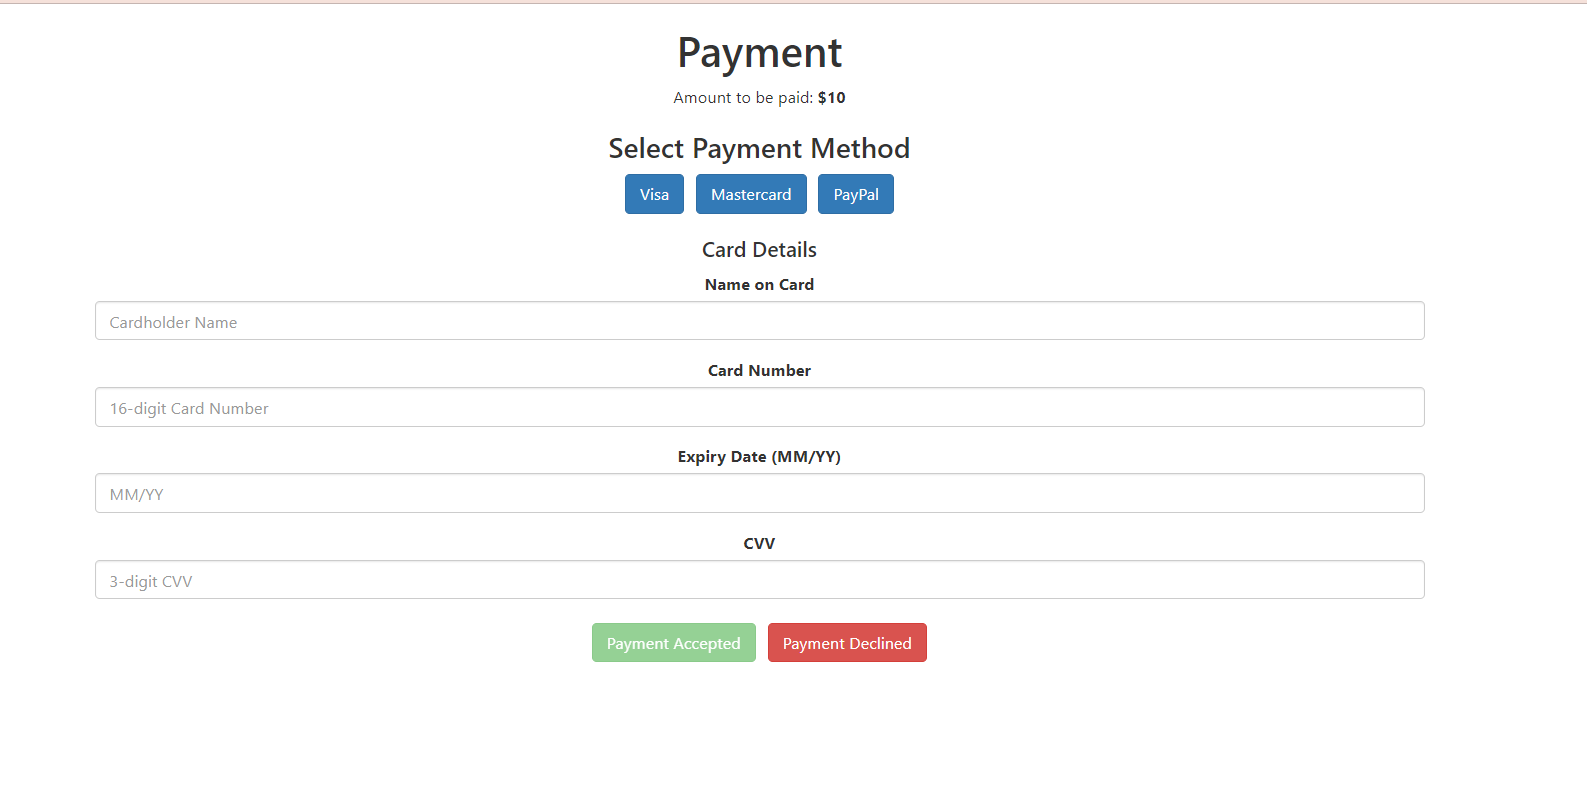 Payment
Amount to be paid: $10
Select Payment Method
Visa Mastercard PayPal
Card Details
Name on Card
Cardholder Name
Card Number
16-digit Card Number
Expiry Date (MM/YY)
MM/YY
CVV
3-digit CVV
Payment Accepted Payment Declined